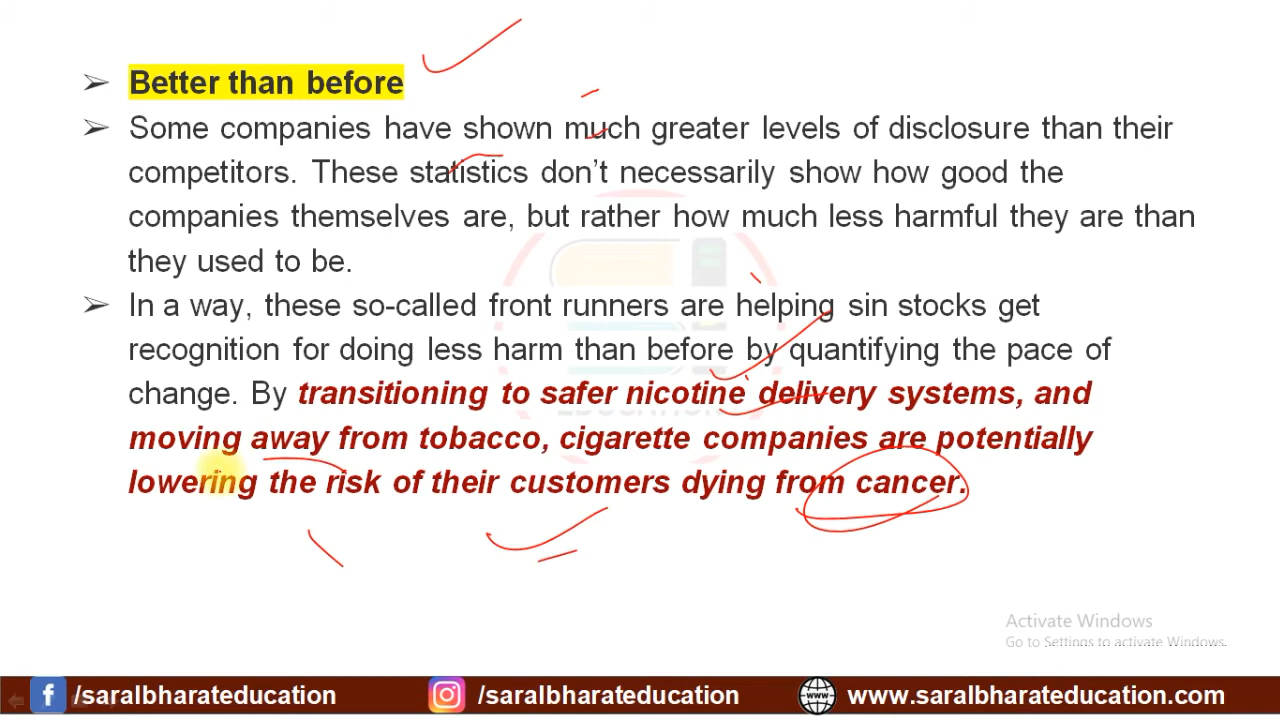 ➢ Better than before
➢ Some companies have shown much greater levels of disclosure than their
competitors. These statistics don’t necessarily show how good the
companies themselves are, but rather how much less harmful they are than
they used to be.
➢ In a way, these so-called front runners are helping sin stocks get
recognition for doing less harm than before by quantifying the pace of
change. By transitioning to safer nicotine delivery systems, and
moving away from tobacco, cigarette companies are potentially
lowering the risk of their customers dying from cancer.
EDUCATION
Activate Windows
Go to Settings to activate Windows.
/saralbharateducation /saralbharateducation www.saralbharateducation.com